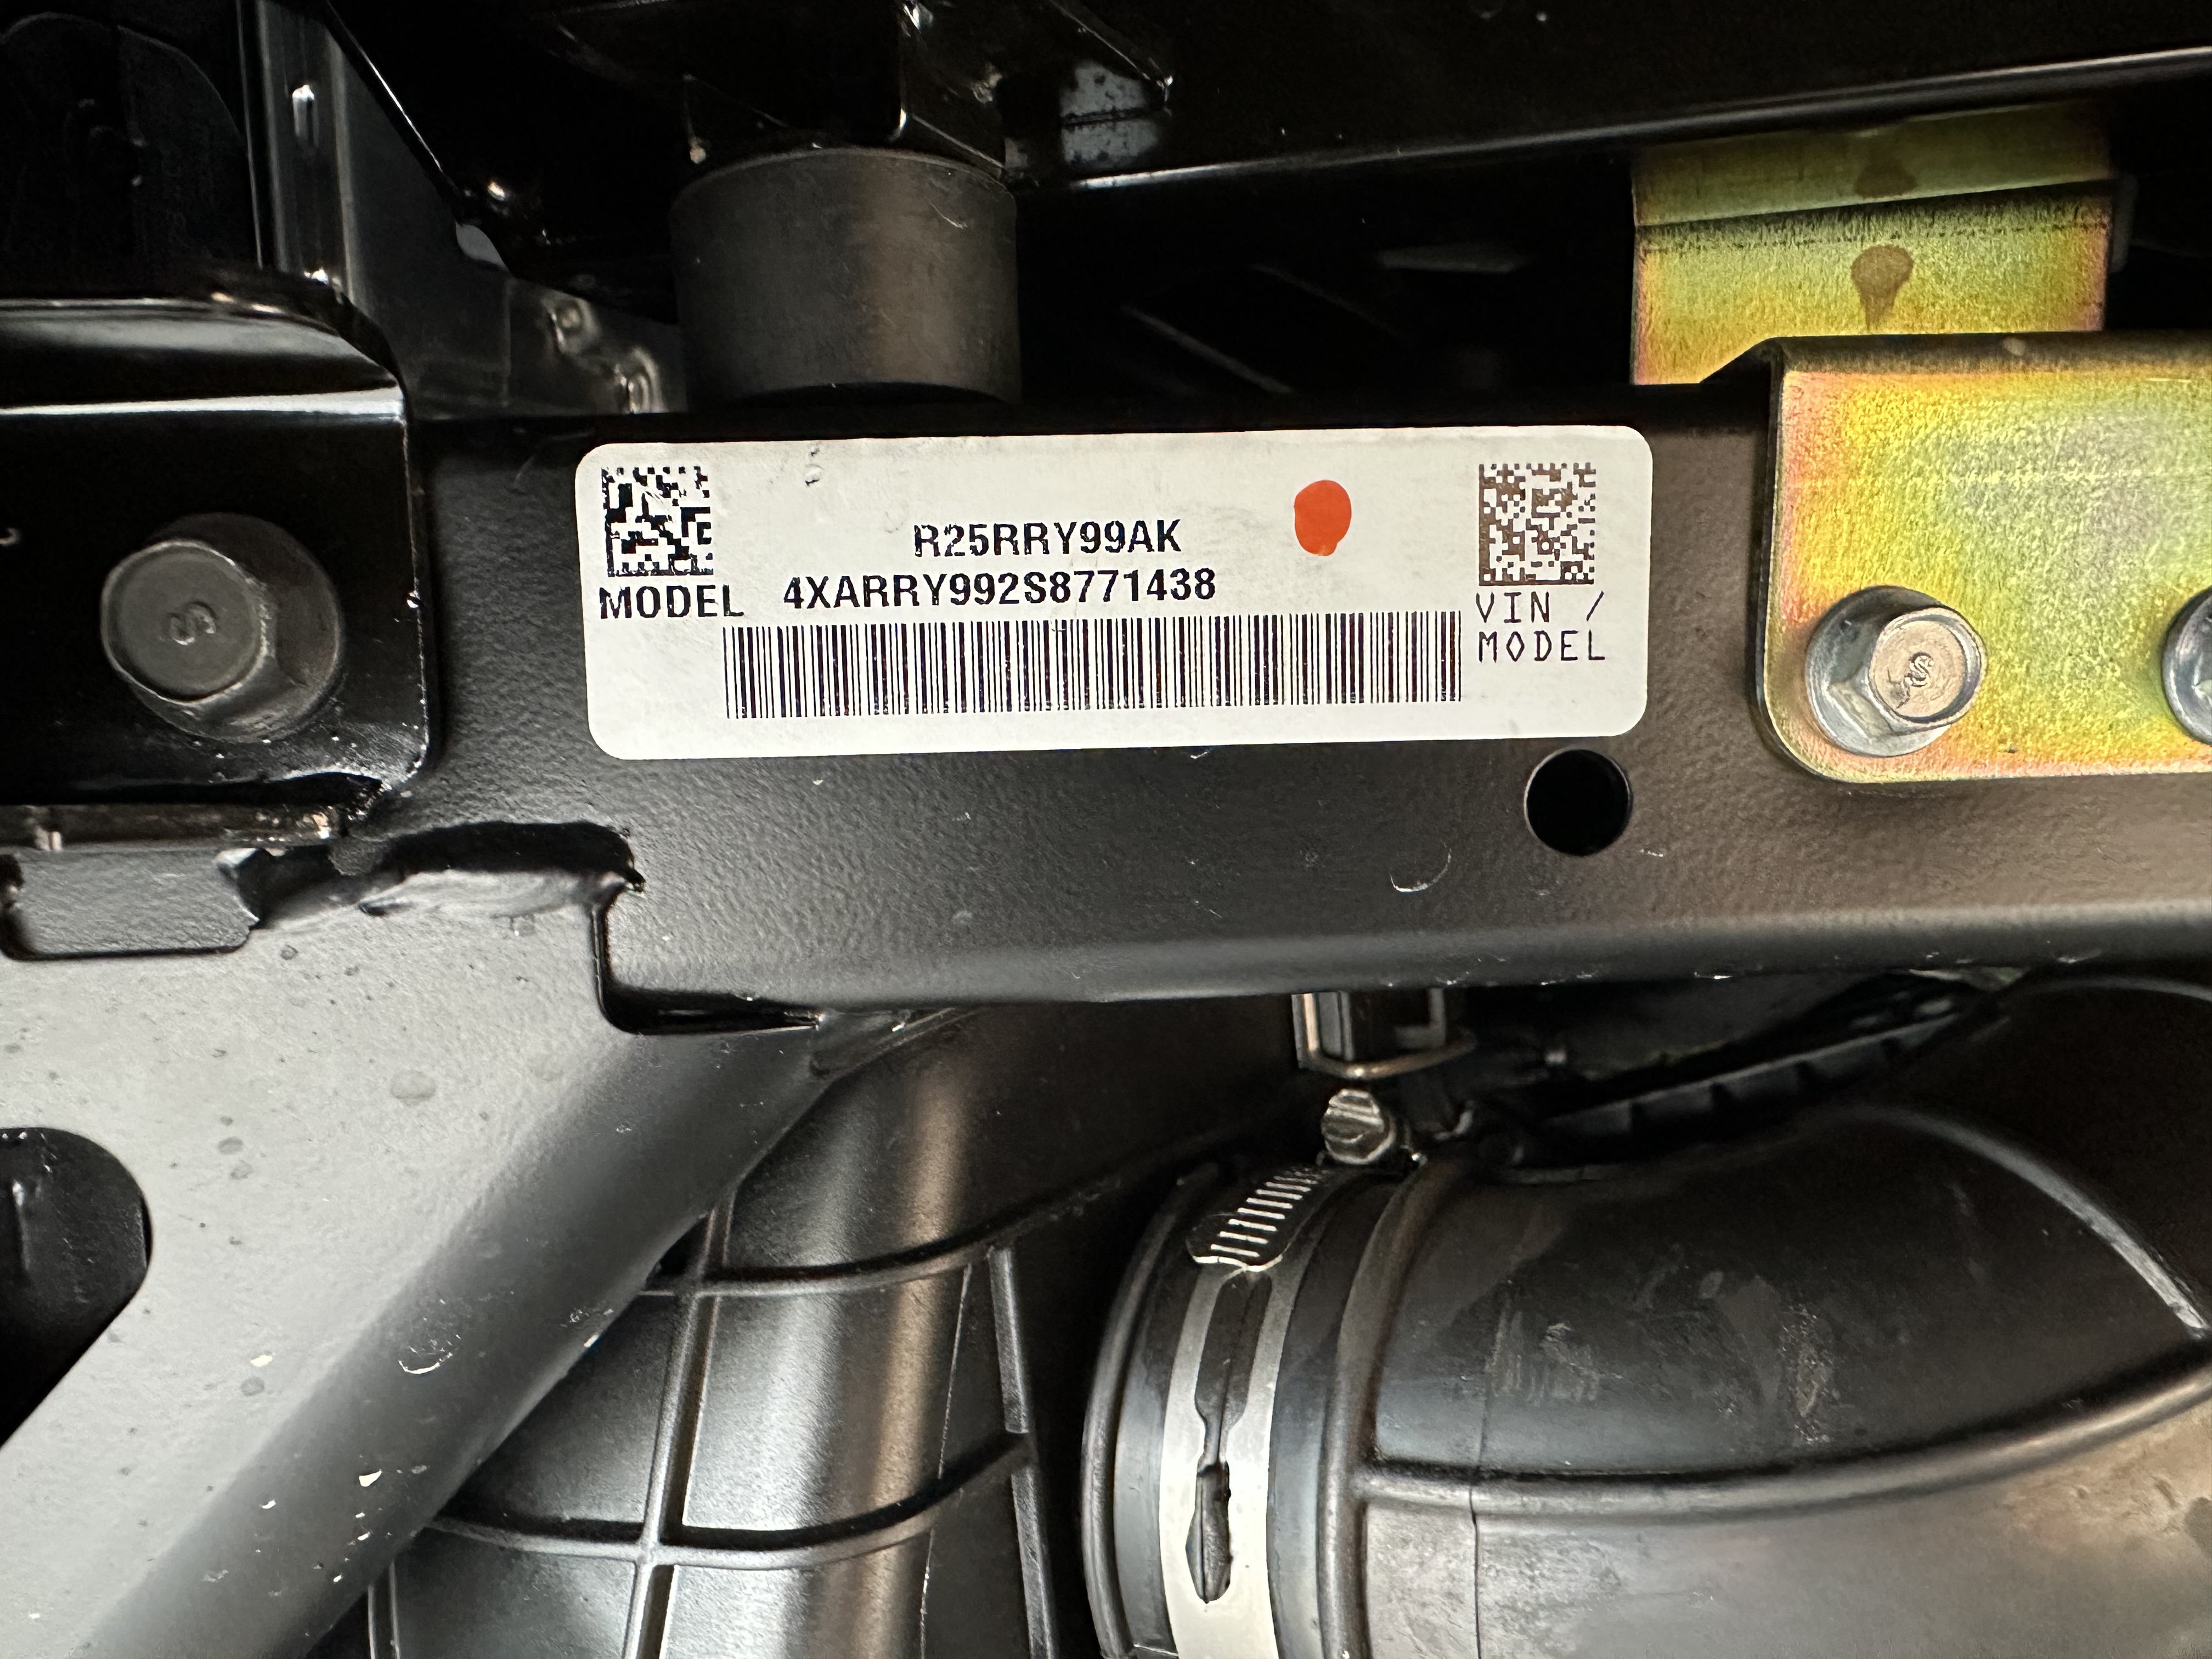 R25RRY99AK
MODEL 4XARRY992S8771438
VIN /
MODEL